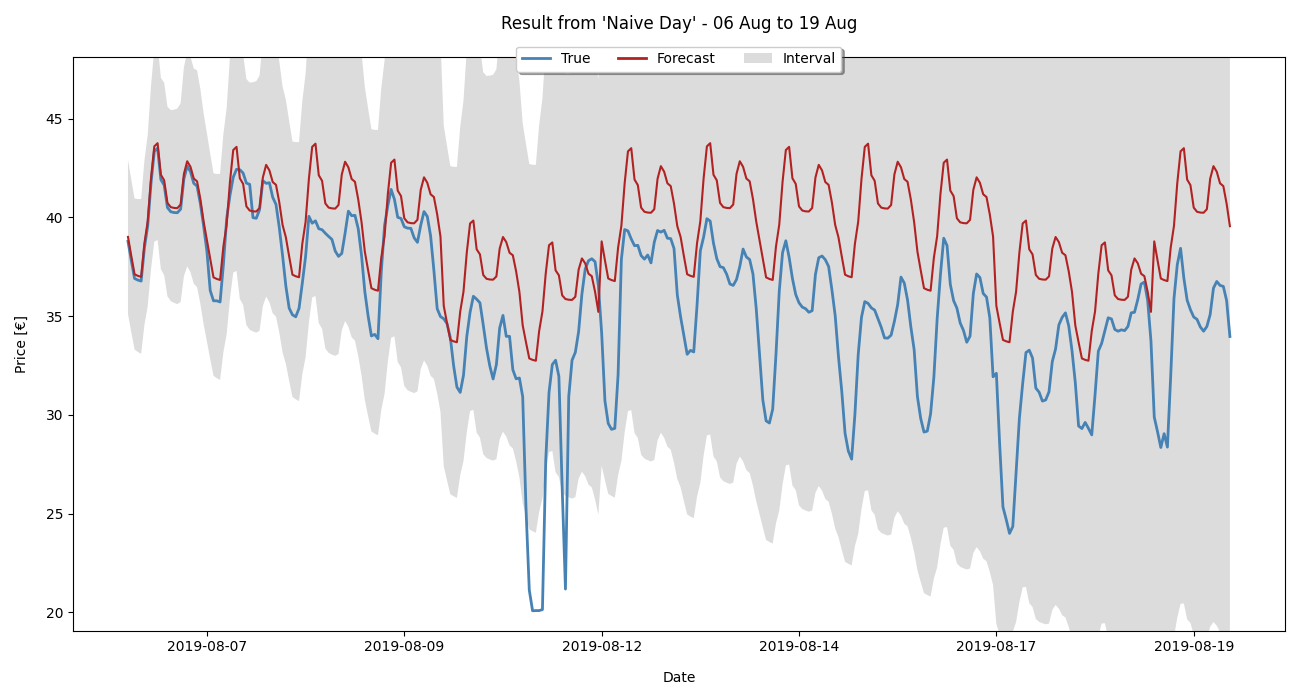 Result from 'Naive Day' - 06 Aug to 19 Aug
True Forecast Interval
45
40
35
30
25
20
Price [€]
2019-08-07 2019-08-09 2019-08-12 2019-08-14 2019-08-17 2019-08-19
Date